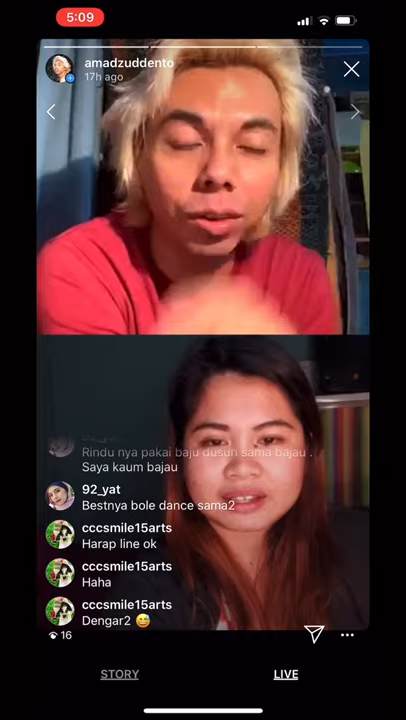 5:09
amadzuddento
17h ago
Rindu nya pakai baju dusun sama bajau .
Saya kaum bajau
92_yat
Bestnya bole dance sama2
cccsmile15arts
Harap line ok
cccsmile15arts
Haha
cccsmile15arts
Dengar2 😅
16
STORY
LIVE